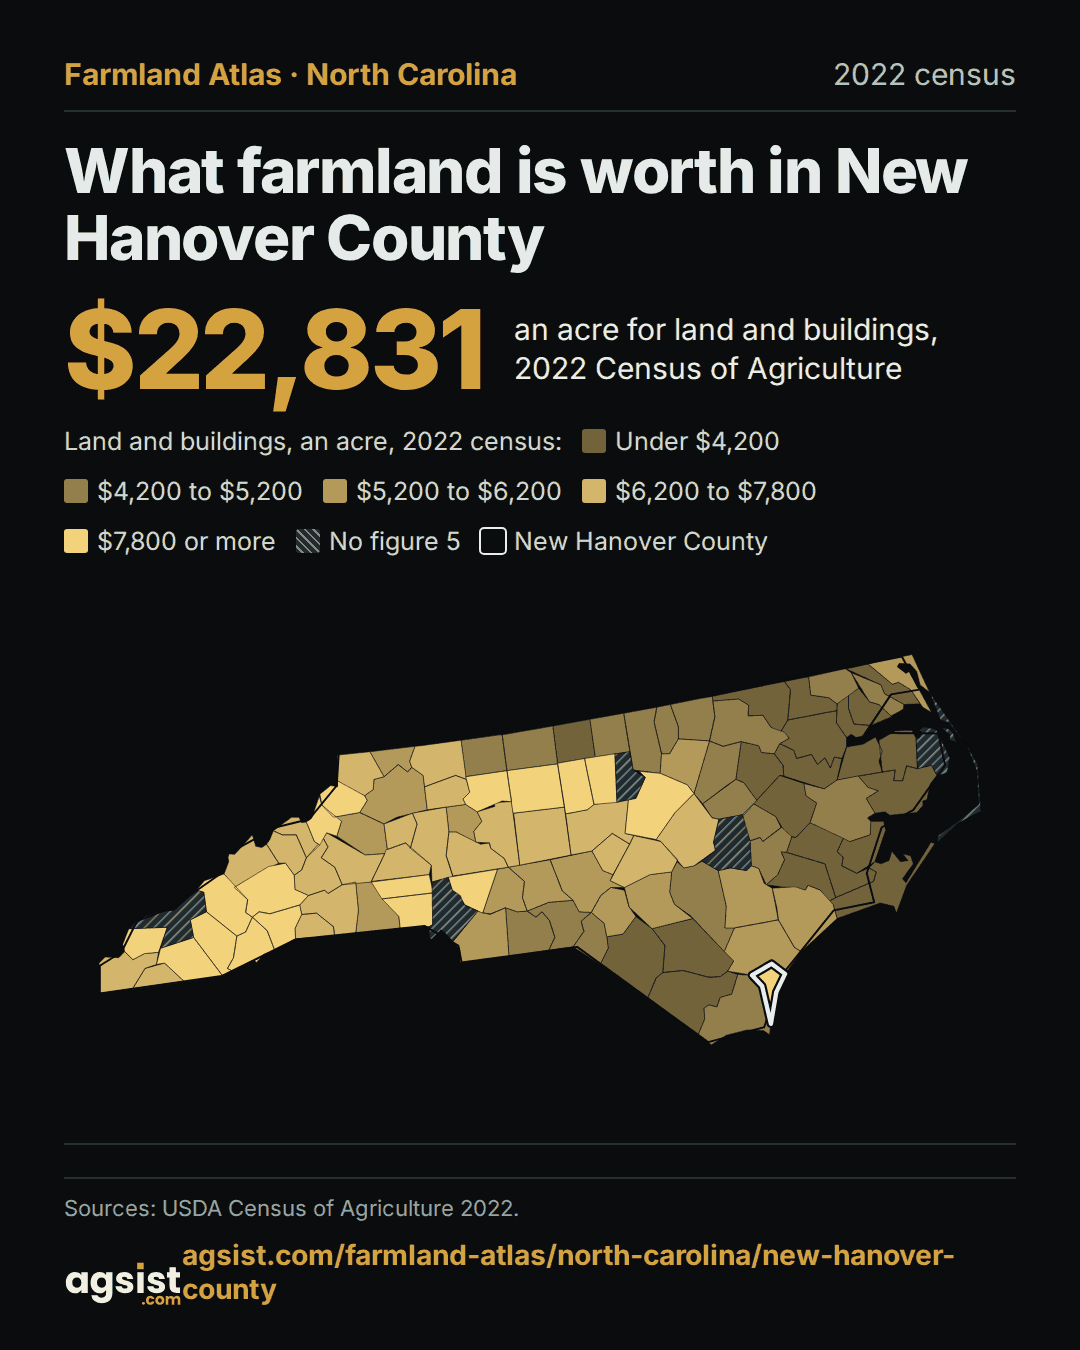 Farmland Atlas · North Carolina
2022 census
What farmland is worth in New
Hanover County
$22,831
an acre for land and buildings,
2022 Census of Agriculture
Land and buildings, an acre, 2022 census: Under $4,200
$4,200 to $5,200 $5,200 to $6,200 $6,200 to $7,800
$7,800 or more No figure 5 New Hanover County
Sources: USDA Census of Agriculture 2022.
agsist.com
agsist.com/farmland-atlas/north-carolina/new-hanover-
county